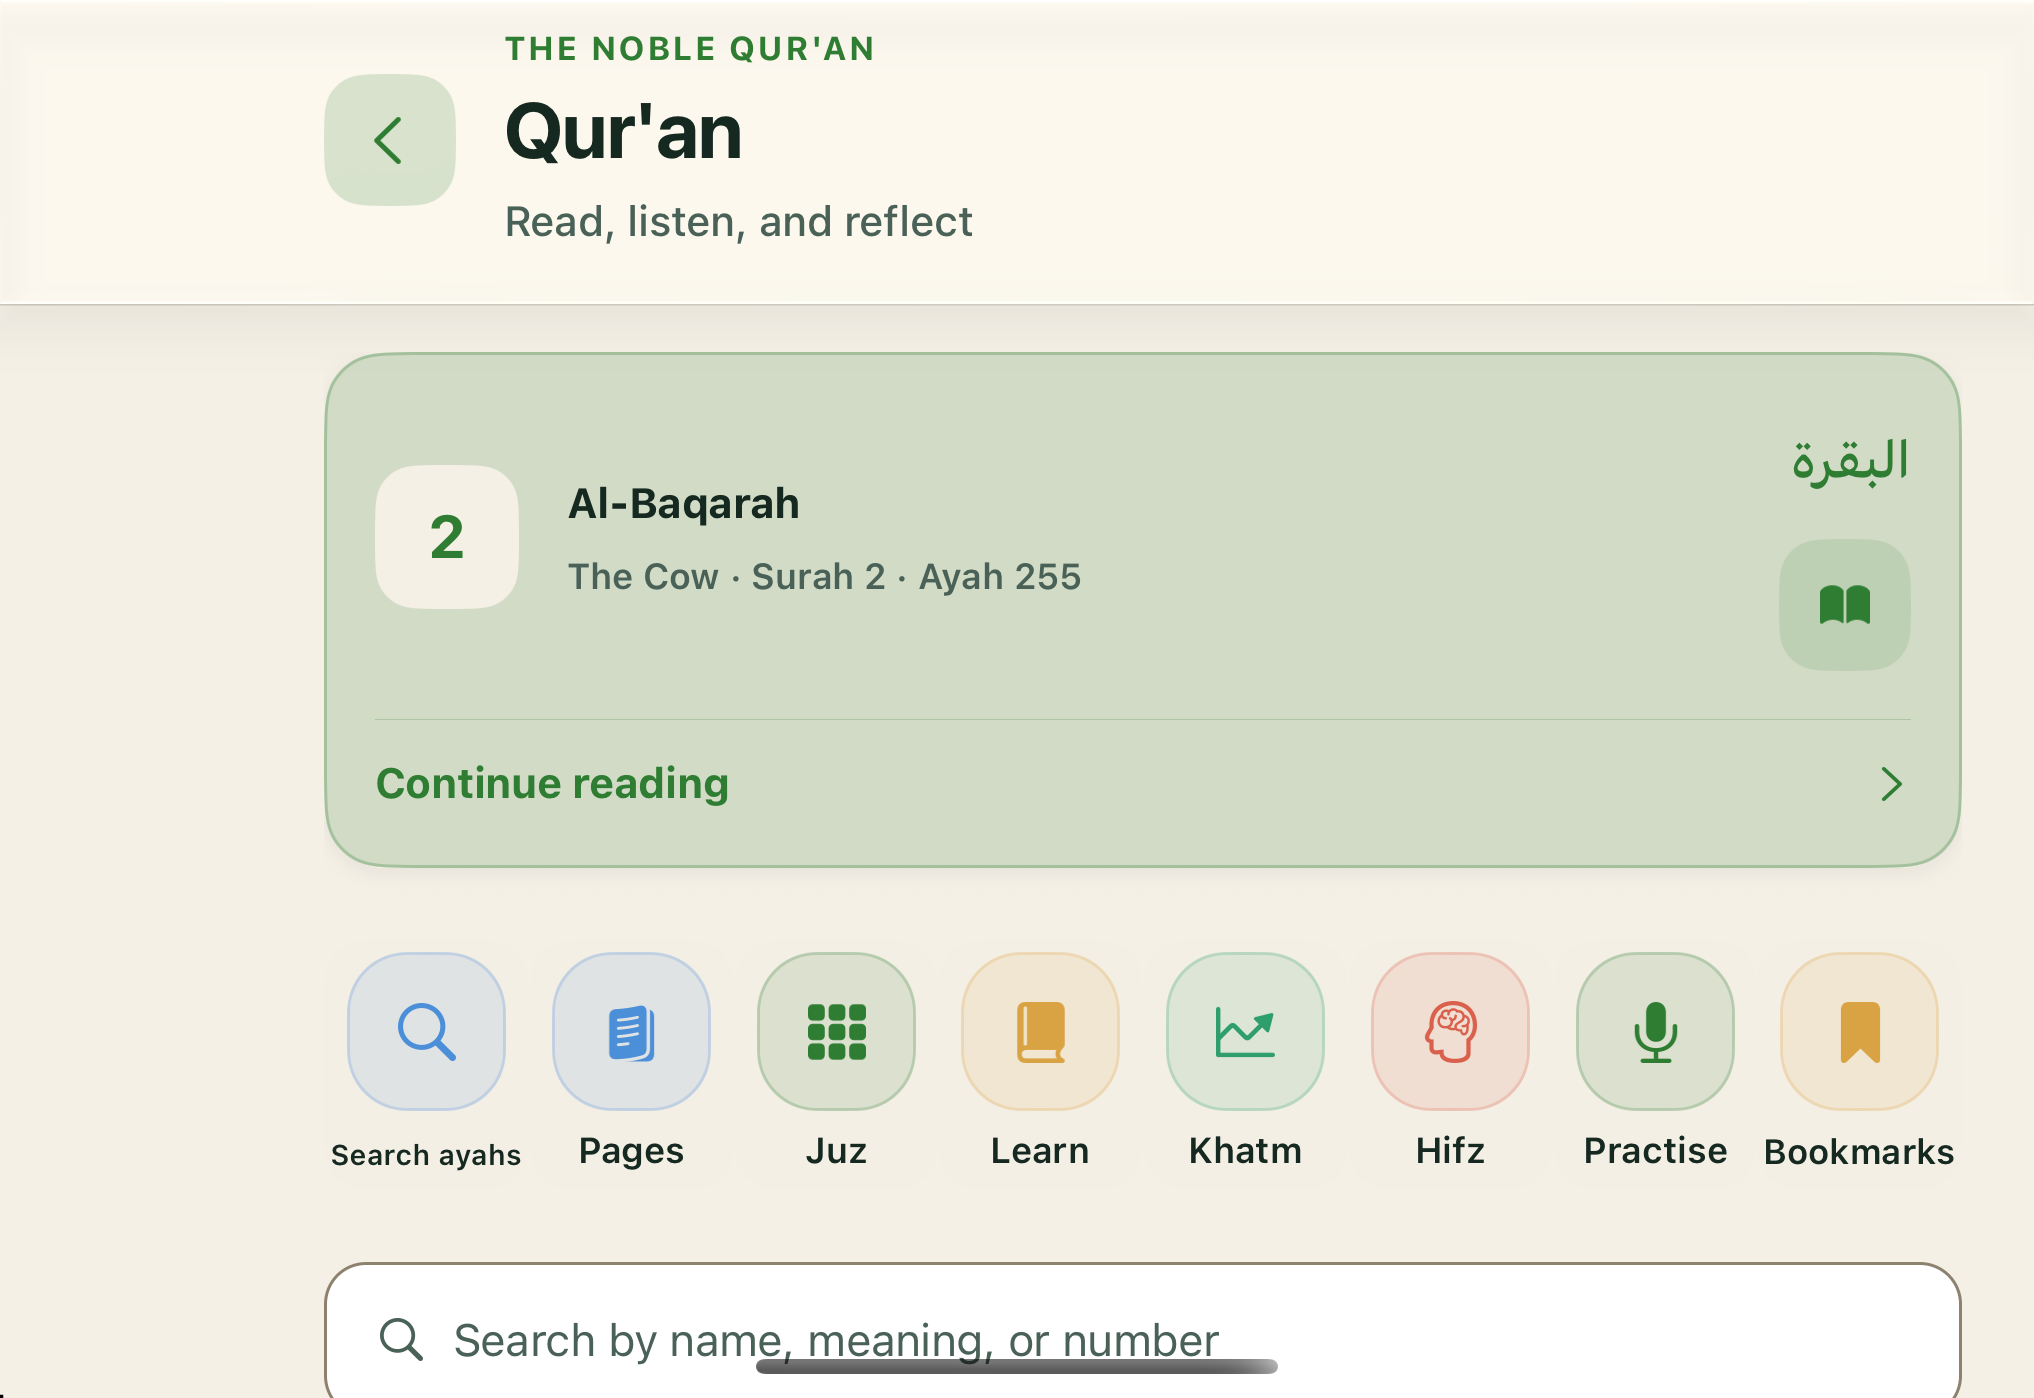 THE NOBLE QUR'AN
Qur'an
Read, listen, and reflect
البقرة
2
Al-Baqarah
The Cow · Surah 2 · Ayah 255
Continue reading
Search ayahs
Pages
Juz
Learn
Khatm
Hifz
Practise
Bookmarks
Search by name, meaning, or number